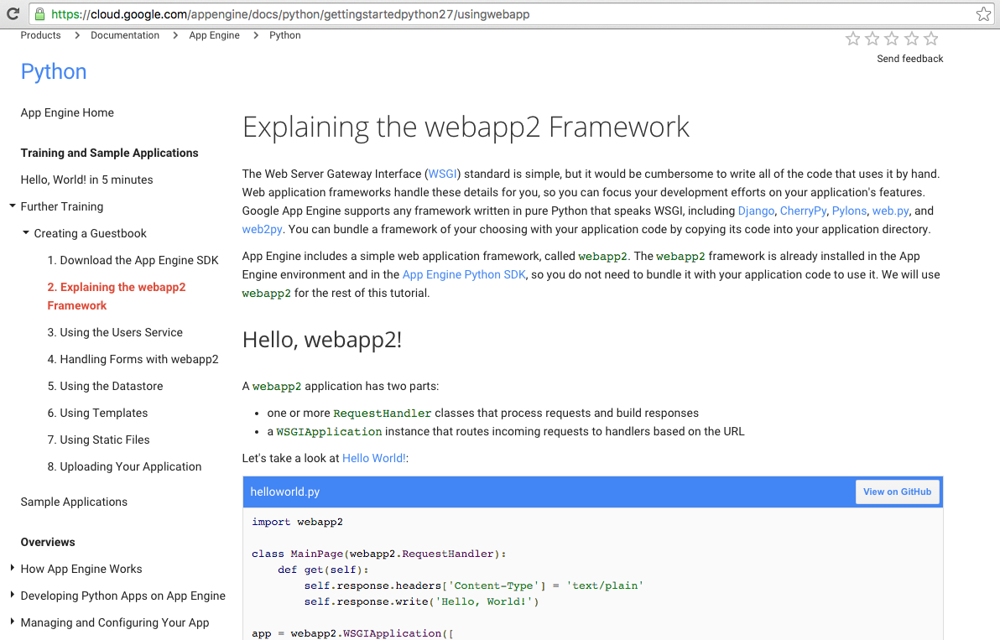 https://cloud.google.com/appengine/docs/python/gettingstartedpython27/usingwebapp
Products > Documentation > App Engine > Python
Send feedback
Python
App Engine Home
Training and Sample Applications
Hello, World! in 5 minutes
Further Training
Creating a Guestbook
1. Download the App Engine SDK
2. Explaining the webapp2
Framework
3. Using the Users Service
4. Handling Forms with webapp2
5. Using the Datastore
6. Using Templates
7. Using Static Files
8. Uploading Your Application
Sample Applications
Overviews
How App Engine Works
Developing Python Apps on App Engine
Managing and Configuring Your App
Explaining the webapp2 Framework
The Web Server Gateway Interface (WSGI) standard is simple, but it would be cumbersome to write all of the code that uses it by hand.
Web application frameworks handle these details for you, so you can focus your development efforts on your application's features.
Google App Engine supports any framework written in pure Python that speaks WSGI, including Django, CherryPy, Pylons, web.py, and
web2py. You can bundle a framework of your choosing with your application code by copying its code into your application directory.
App Engine includes a simple web application framework, called webapp2. The webapp2 framework is already installed in the App
Engine environment and in the App Engine Python SDK, so you do not need to bundle it with your application code to use it. We will use
webapp2 for the rest of this tutorial.
Hello, webapp2!
A webapp2 application has two parts:
• one or more RequestHandler classes that process requests and build responses
• a WSGIApplication instance that routes incoming requests to handlers based on the URL
Let's take a look at Hello World!:
helloworld.py
View on GitHub
import webapp2
class MainPage(webapp2.RequestHandler):
    def get(self):
        self.response.headers['Content-Type'] = 'text/plain'
        self.response.write('Hello, World!')
app = webapp2.WSGIApplication([